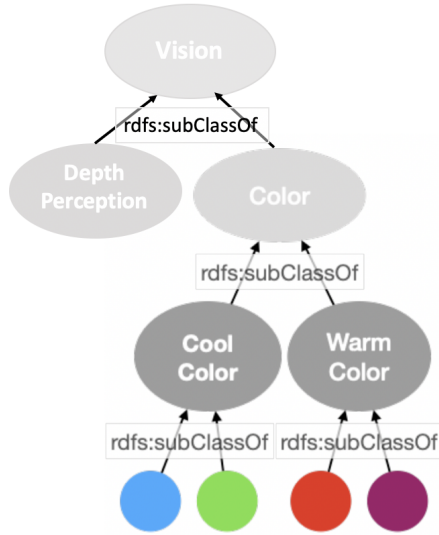 Vision
rdfs:subClassOf
Depth
Perception
Color
rdfs:subClassOf
Cool
Color
Warm
Color
rdfs:subClassOf
rdfs:subClassOf